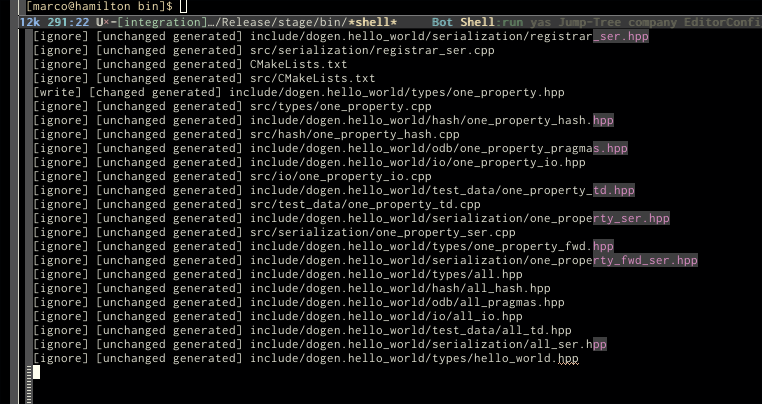 [marco@hamilton bin]$
12k 291:22 U×-[integration]…/Release/stage/bin/*shell* Bot Shell:run yas Jump-Tree company EditorConfi
[ignore] [unchanged generated] include/dogen.hello_world/serialization/registrar_ser.hpp
[ignore] [unchanged generated] src/serialization/registrar_ser.cpp
[ignore] [unchanged generated] CMakeLists.txt
[ignore] [unchanged generated] src/CMakeLists.txt
[write] [changed generated] include/dogen.hello_world/types/one_property.hpp
[ignore] [unchanged generated] src/types/one_property.cpp
[ignore] [unchanged generated] include/dogen.hello_world/hash/one_property_hash.hpp
[ignore] [unchanged generated] src/hash/one_property_hash.cpp
[ignore] [unchanged generated] include/dogen.hello_world/odb/one_property_pragmas.hpp
[ignore] [unchanged generated] include/dogen.hello_world/io/one_property_io.hpp
[ignore] [unchanged generated] src/io/one_property_io.cpp
[ignore] [unchanged generated] include/dogen.hello_world/test_data/one_property_td.hpp
[ignore] [unchanged generated] src/test_data/one_property_td.cpp
[ignore] [unchanged generated] include/dogen.hello_world/serialization/one_property_ser.hpp
[ignore] [unchanged generated] src/serialization/one_property_ser.cpp
[ignore] [unchanged generated] include/dogen.hello_world/types/one_property_fwd.hpp
[ignore] [unchanged generated] include/dogen.hello_world/serialization/one_property_fwd_ser.hpp
[ignore] [unchanged generated] include/dogen.hello_world/types/all.hpp
[ignore] [unchanged generated] include/dogen.hello_world/hash/all_hash.hpp
[ignore] [unchanged generated] include/dogen.hello_world/odb/all_pragmas.hpp
[ignore] [unchanged generated] include/dogen.hello_world/io/all_io.hpp
[ignore] [unchanged generated] include/dogen.hello_world/test_data/all_td.hpp
[ignore] [unchanged generated] include/dogen.hello_world/serialization/all_ser.hpp
[ignore] [unchanged generated] include/dogen.hello_world/types/hello_world.hpp